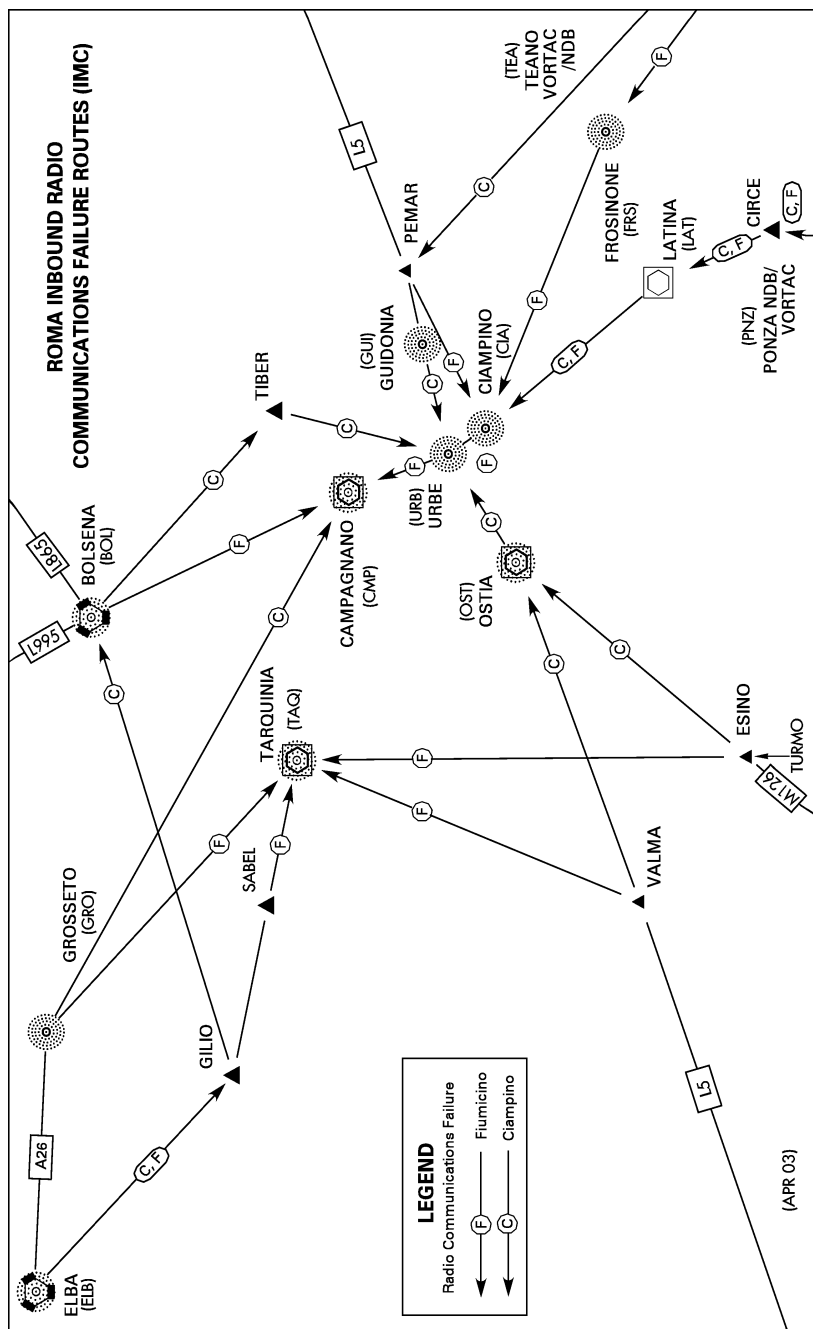 ROMA INBOUND RADIO
COMMUNICATIONS FAILURE ROUTES (IMC)
ELBA
(ELB)
A26
C, F
GROSSETO
(GRO)
GILIO
C
F
SABEL
F
TARQUINIA
(TAQ)
C
L995
L865
BOLSENA
(BOL)
C
F
TIBER
C
CAMPAGNANO
(CMP)
F
(URB)
URBE
F
(GUI)
GUIDONIA
C
F
PEMAR
L5
C
(TEA)
TEANO
VORTAC
/NDB
F
CIAMPINO
(CIA)
F
FROSINONE
(FRS)
C, F
LATINA
(LAT)
C, F
CIRCE
C, F
(PNZ)
PONZA NDB/
VORTAC
C
(OST)
OSTIA
C
C
F
F
ESINO
TURMO
M126
VALMA
L5
LEGEND
Radio Communications Failure
F
Fiumicino
C
Ciampino
(APR 03)